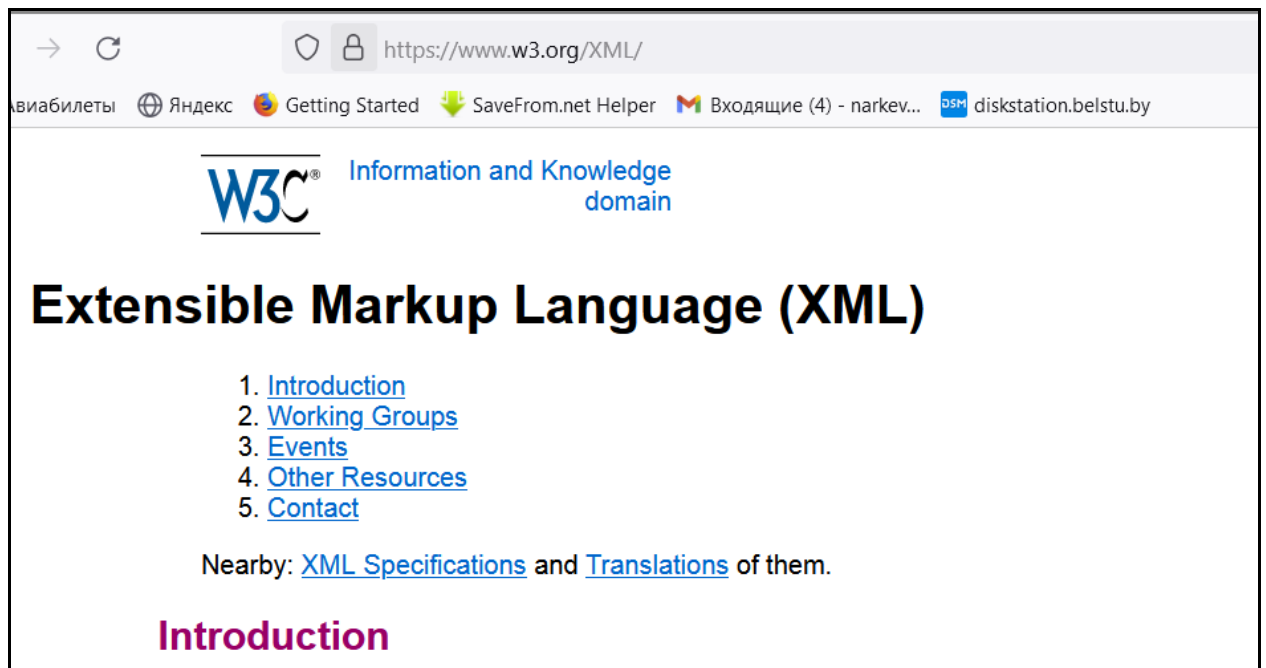 https://www.w3.org/XML/
Авиабилеты Яндекс Getting Started SaveFrom.net Helper Входящие (4) - narkev... DSM diskstation.belstu.by
W3C® Information and Knowledge
domain
Extensible Markup Language (XML)
1. Introduction
2. Working Groups
3. Events
4. Other Resources
5. Contact
Nearby: XML Specifications and Translations of them.
Introduction